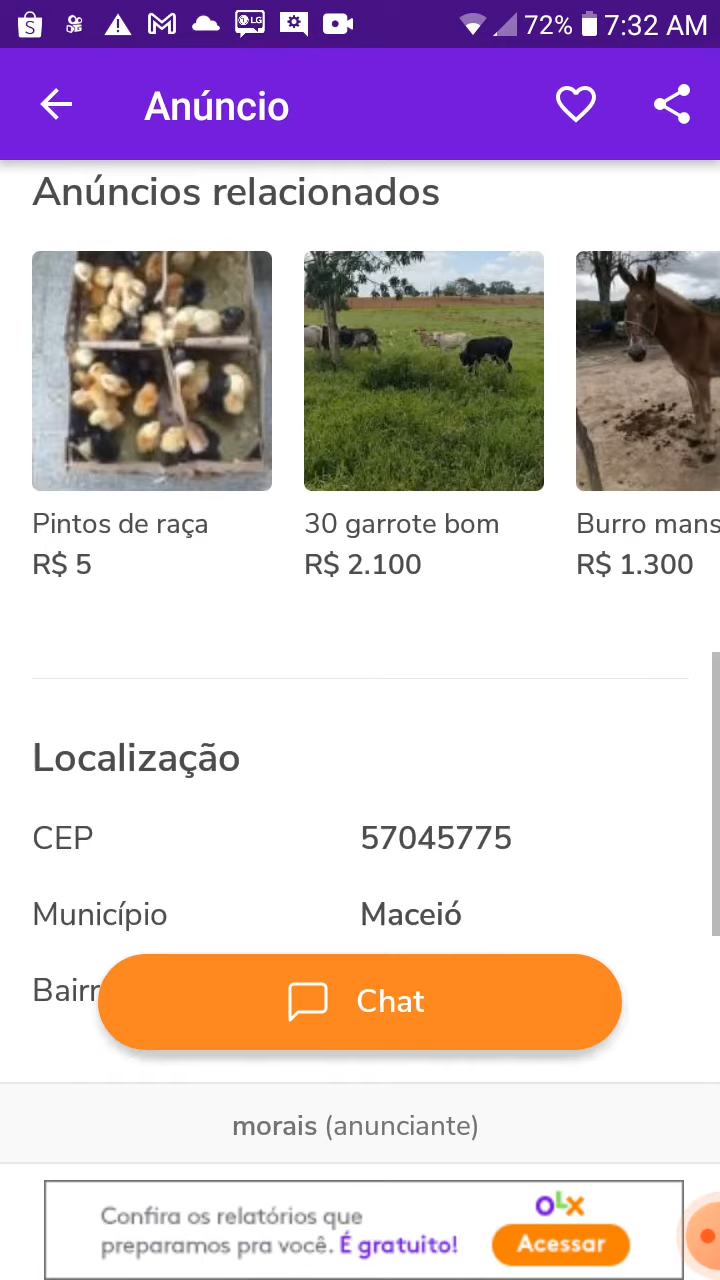 72% 7:32 AM
Anúncio
Anúncios relacionados
Pintos de raça
R$ 5
30 garrote bom
R$ 2.100
Burro mans
R$ 1.300
Localização
CEP 57045775
Município Maceió
Bairr
Chat
morais (anunciante)
Confira os relatórios que
preparamos pra você. É gratuito!
OLX
Acessar